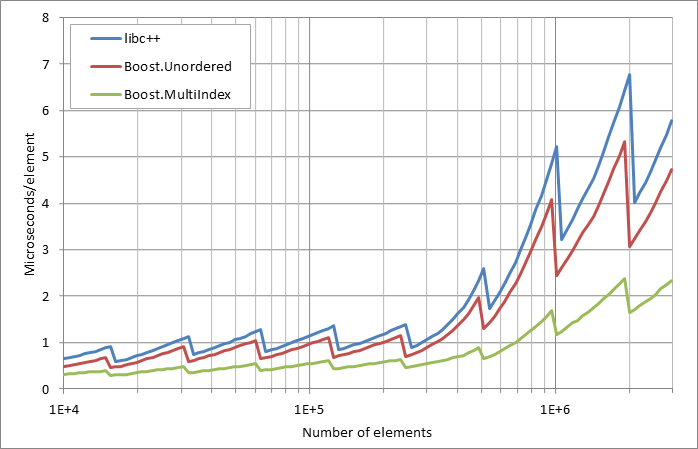 8
7
6
5
4
3
2
1
0
Microseconds/element
libc++
Boost.Unordered
Boost.MultiIndex
1E+4
1E+5
1E+6
Number of elements